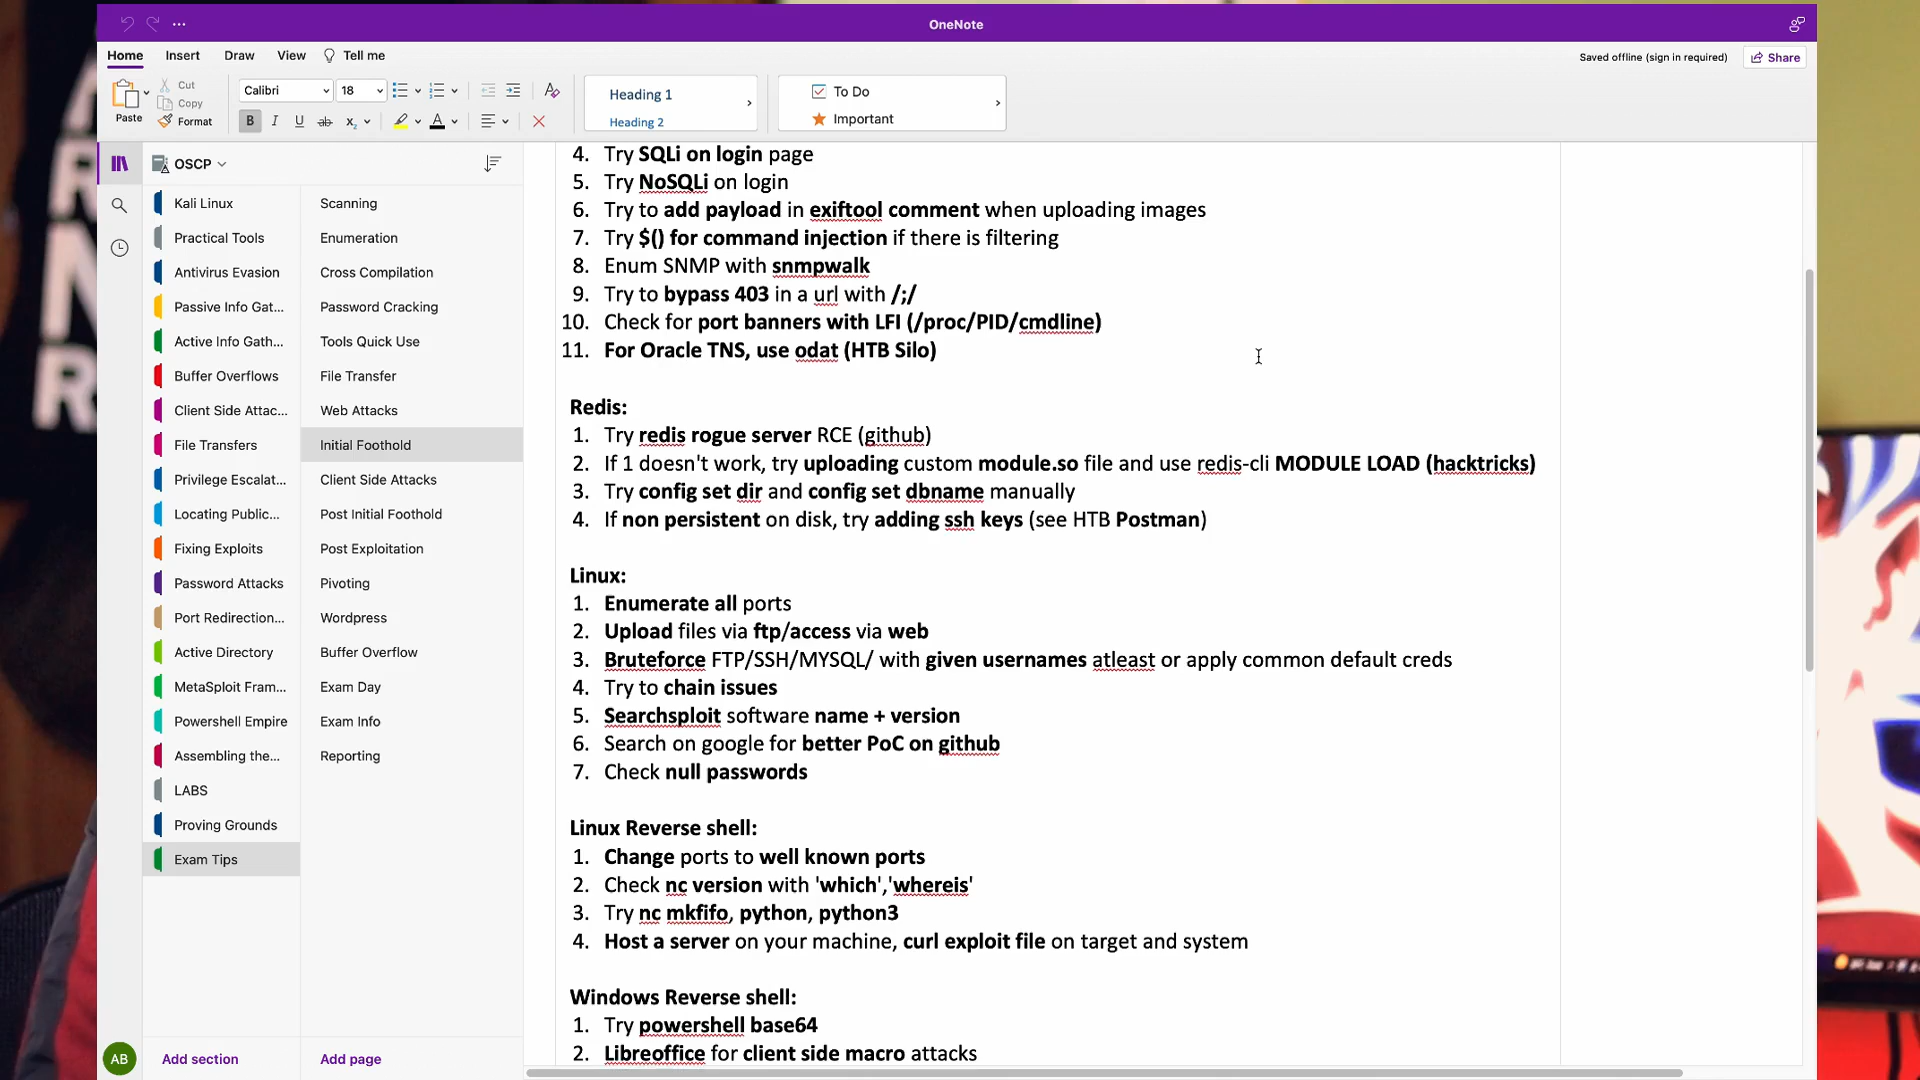 OneNote
Home Insert Draw View Tell me
Saved offline (sign in required) Share
Paste
Cut
Copy
Format
Calibri 18
B I U ab x₂ A
Heading 1
Heading 2
To Do
Important
OSCP
Kali Linux
Practical Tools
Antivirus Evasion
Passive Info Gat...
Active Info Gath...
Buffer Overflows
Client Side Attac...
File Transfers
Privilege Escalat...
Locating Public...
Fixing Exploits
Password Attacks
Port Redirection...
Active Directory
MetaSploit Fram...
Powershell Empire
Assembling the...
LABS
Proving Grounds
Exam Tips
Add section
AB
Scanning
Enumeration
Cross Compilation
Password Cracking
Tools Quick Use
File Transfer
Web Attacks
Initial Foothold
Client Side Attacks
Post Initial Foothold
Post Exploitation
Pivoting
Wordpress
Buffer Overflow
Exam Day
Exam Info
Reporting
Add page
4. Try SQLi on login page
5. Try NoSQLi on login
6. Try to add payload in exiftool comment when uploading images
7. Try $() for command injection if there is filtering
8. Enum SNMP with snmpwalk
9. Try to bypass 403 in a url with /;/
10. Check for port banners with LFI (/proc/PID/cmdline)
11. For Oracle TNS, use odat (HTB Silo)
Redis:
1. Try redis rogue server RCE (github)
2. If 1 doesn't work, try uploading custom module.so file and use redis-cli MODULE LOAD (hacktricks)
3. Try config set dir and config set dbname manually
4. If non persistent on disk, try adding ssh keys (see HTB Postman)
Linux:
1. Enumerate all ports
2. Upload files via ftp/access via web
3. Bruteforce FTP/SSH/MYSQL/ with given usernames atleast or apply common default creds
4. Try to chain issues
5. Searchsploit software name + version
6. Search on google for better PoC on github
7. Check null passwords
Linux Reverse shell:
1. Change ports to well known ports
2. Check nc version with 'which','whereis'
3. Try nc mkfifo, python, python3
4. Host a server on your machine, curl exploit file on target and system
Windows Reverse shell:
1. Try powershell base64
2. Libreoffice for client side macro attacks